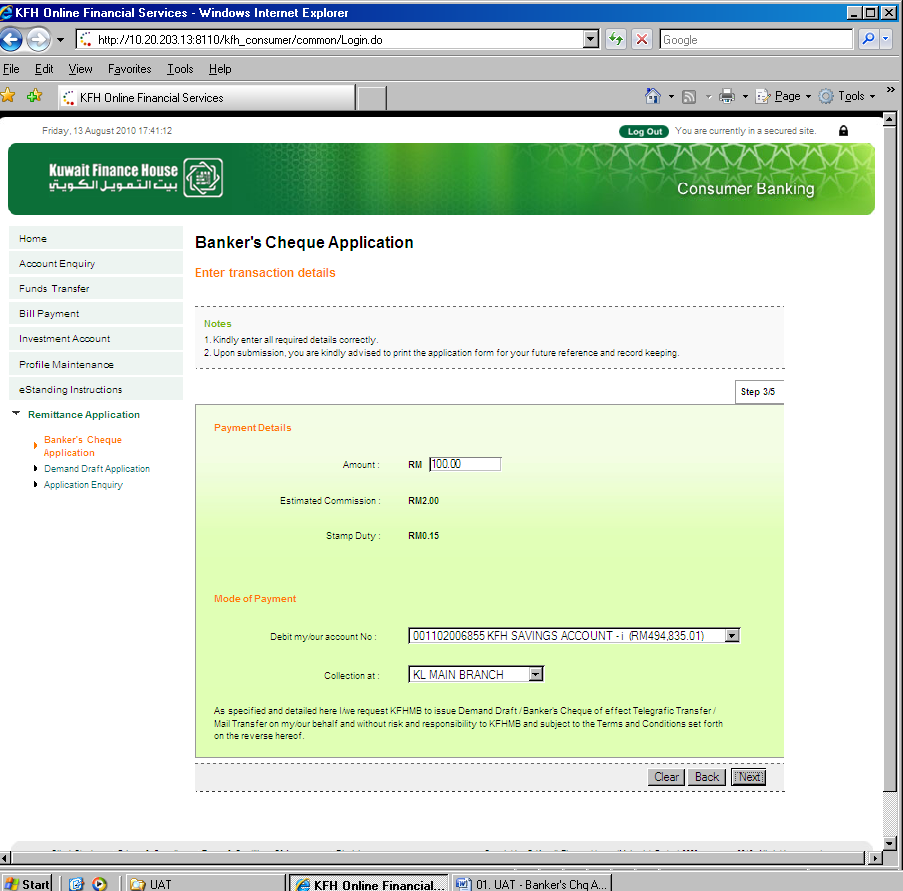 KFH Online Financial Services - Windows Internet Explorer
http://10.20.203.13:8110/kfh_consumer/common/Login.do
Google
File Edit View Favorites Tools Help
KFH Online Financial Services
Page Tools
Friday, 13 August 2010 17:41:12
Log Out You are currently in a secured site.
Kuwait Finance House
بيت التمويل الكويتي
Consumer Banking
Home
Account Enquiry
Funds Transfer
Bill Payment
Investment Account
Profile Maintenance
eStanding Instructions
Remittance Application
Banker's Cheque
Application
Demand Draft Application
Application Enquiry
Banker's Cheque Application
Enter transaction details
Notes
1. Kindly enter all required details correctly.
2. Upon submission, you are kindly advised to print the application form for your future reference and record keeping.
Step 3/5
Payment Details
Amount : RM 100.00
Estimated Commission : RM2.00
Stamp Duty : RM0.15
Mode of Payment
Debit my/our account No : 001102006855 KFH SAVINGS ACCOUNT - i (RM494,835.01)
Collection at : KL MAIN BRANCH
As specified and detailed here I/we request KFHMB to issue Demand Draft / Banker's Cheque of effect Telegrafic Transfer /
Mail Transfer on my/our behalf and without risk and responsibility to KFHMB and subject to the Terms and Conditions set forth
on the reverse hereof.
Clear Back Next
Start UAT KFH Online Financial... 01. UAT - Banker's Chq A...